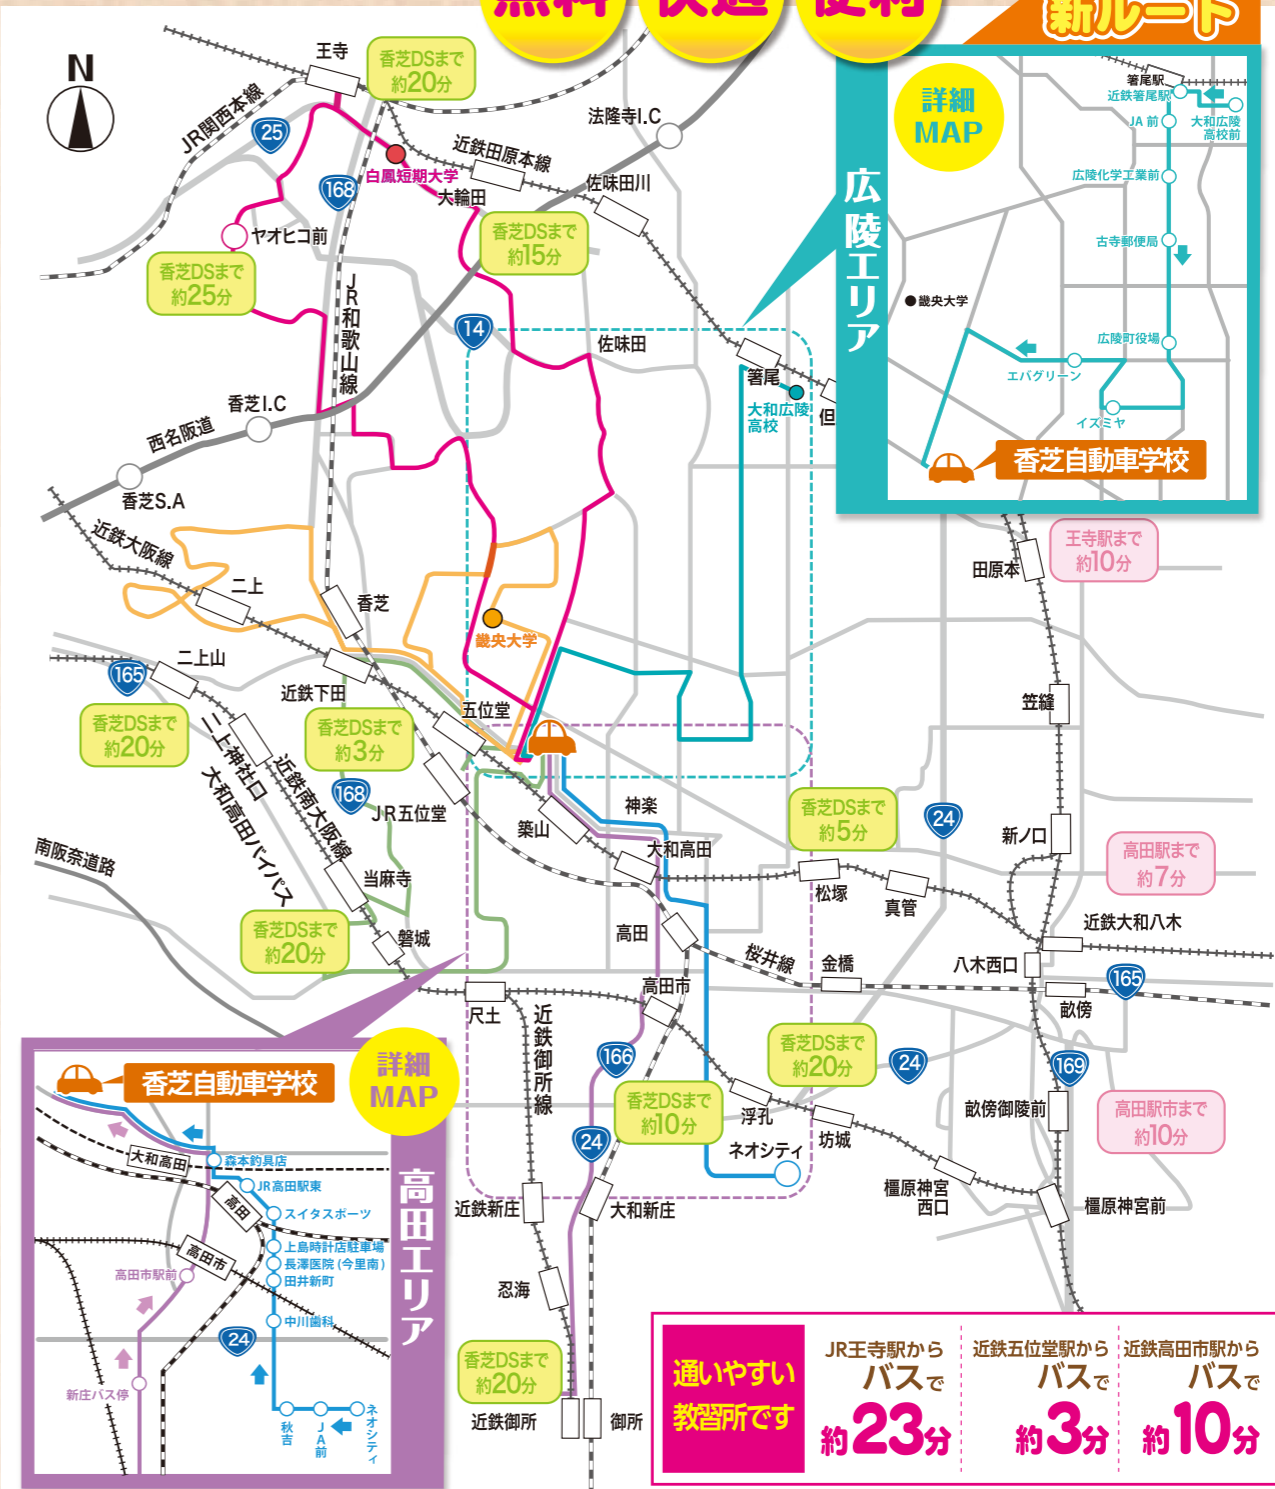 無料
快適
便利
新ルート
N
王寺
香芝DSまで
約20分
JR関西本線
25
168
白鳳短期大学
近鉄田原本線
大輪田
法隆寺I.C
佐味田川
ヤオヒコ前
香芝DSまで
約25分
香芝DSまで
約15分
JR和歌山線
14
佐味田
箸尾
大和広陵
高校
但
香芝I.C
西名阪道
香芝S.A
近鉄大阪線
二上
香芝
畿央大学
二上山
165
近鉄下田
五位堂
香芝DSまで
約20分
香芝DSまで
約3分
二上神社口
近鉄南大阪線
大和高田バイパス
168
JR五位堂
築山
神楽
大和高田
香芝DSまで
約5分
24
南阪奈道路
当麻寺
香芝DSまで
約20分
磐城
松塚
真管
高田
桜井線
金橋
高田市
尺土
近鉄御所線
166
香芝DSまで
約20分
24
香芝DSまで
約10分
浮孔
坊城
24
ネオシティ
近鉄新庄
大和新庄
忍海
香芝DSまで
約20分
近鉄御所
御所
田原本
王寺駅まで
約10分
笠縫
新ノ口
高田駅まで
約7分
近鉄大和八木
八木西口
165
畝傍
169
畝傍御陵前
高田駅市まで
約10分
橿原神宮
西口
橿原神宮前
広陵エリア
詳細
MAP
箸尾駅
近鉄箸尾駅
JA前
大和広陵
高校前
広陵化学工業前
古寺郵便局
畿央大学
広陵町役場
エバグリーン
イズミヤ
香芝自動車学校
高田エリア
詳細
MAP
香芝自動車学校
大和高田
森本釣具店
JR高田駅東
高田
スイタスポーツ
上島時計店駐車場
長澤医院(今里南)
田井新町
高田市
高田市駅前
中川歯科
24
新庄バス停
秋吉
JA前
ネオシティ
通いやすい
教習所です
JR王寺駅から
バスで
約23分
近鉄五位堂駅から
バスで
約3分
近鉄高田市駅から
バスで
約10分